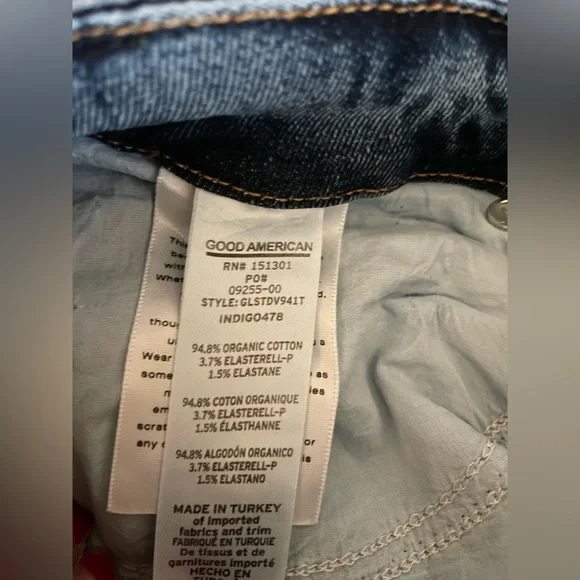 GOOD AMERICAN
RN# 151301
PO#
09255-00
STYLE: GLSTDV941T
INDIGO478
94.8% ORGANIC COTTON
3.7% ELASTERELL-P
1.5% ELASTANE
94.8% COTON ORGANIQUE
3.7% ELASTERELL-P
1.5% ÉLASTHANNE
94.8% ALGODÓN ORGANICO
3.7% ELASTERELL-P
1.5% ELASTANO
MADE IN TURKEY
of imported
fabrics and trim
FABRIQUÉ EN TURQUIE
De tissus et de
garnitures importé
HECHO EN